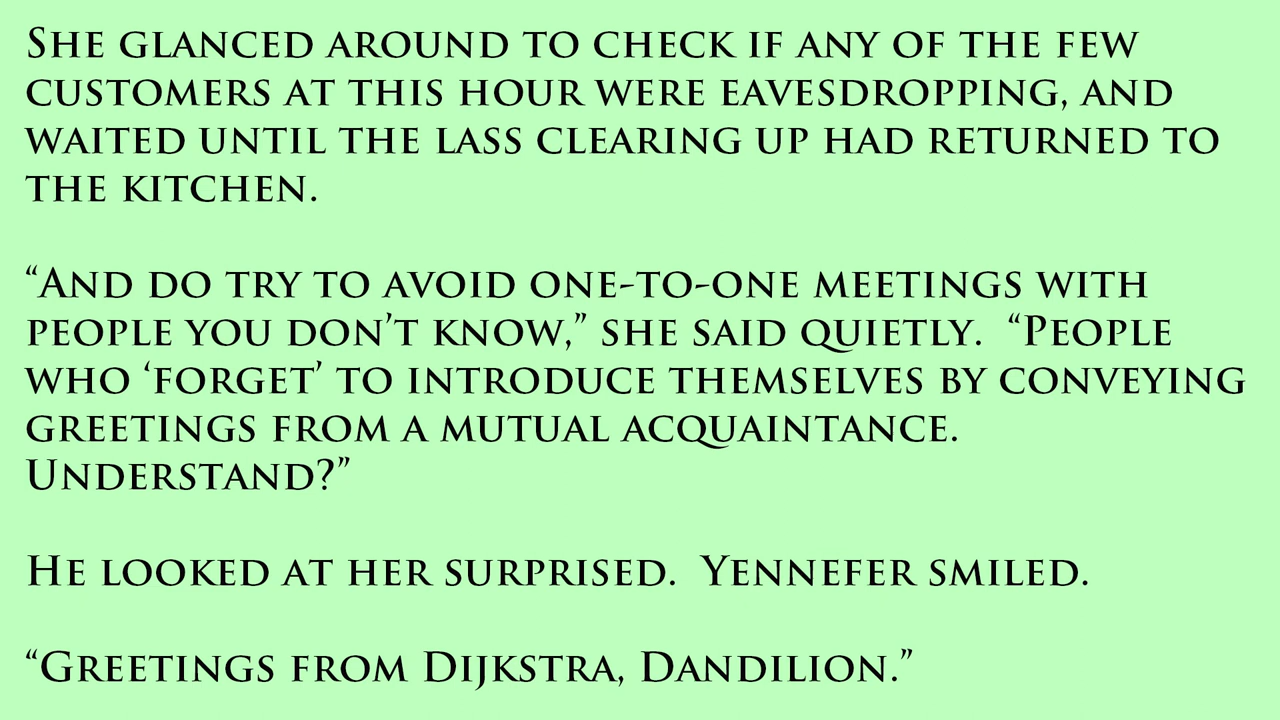 She glanced around to check if any of the few
customers at this hour were eavesdropping, and
waited until the lass clearing up had returned to
the kitchen.
“And do try to avoid one-to-one meetings with
people you don’t know,” she said quietly.  “People
who ‘forget’ to introduce themselves by conveying
greetings from a mutual acquaintance.
Understand?”
He looked at her surprised.  Yennefer smiled.
“Greetings from Dijkstra, Dandilion.”